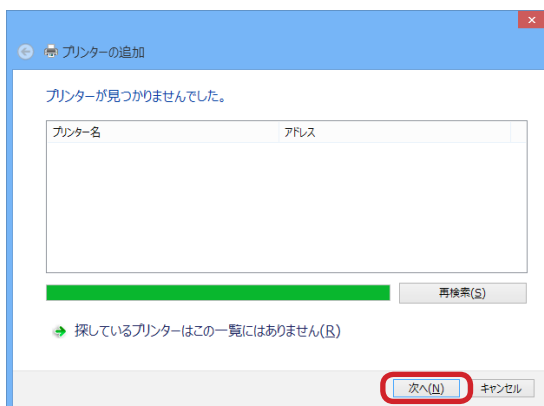 プリンターの追加
プリンターが見つかりませんでした。
プリンター名 アドレス
再検索(S)
探しているプリンターはこの一覧にはありません(R)
次へ(N) キャンセル